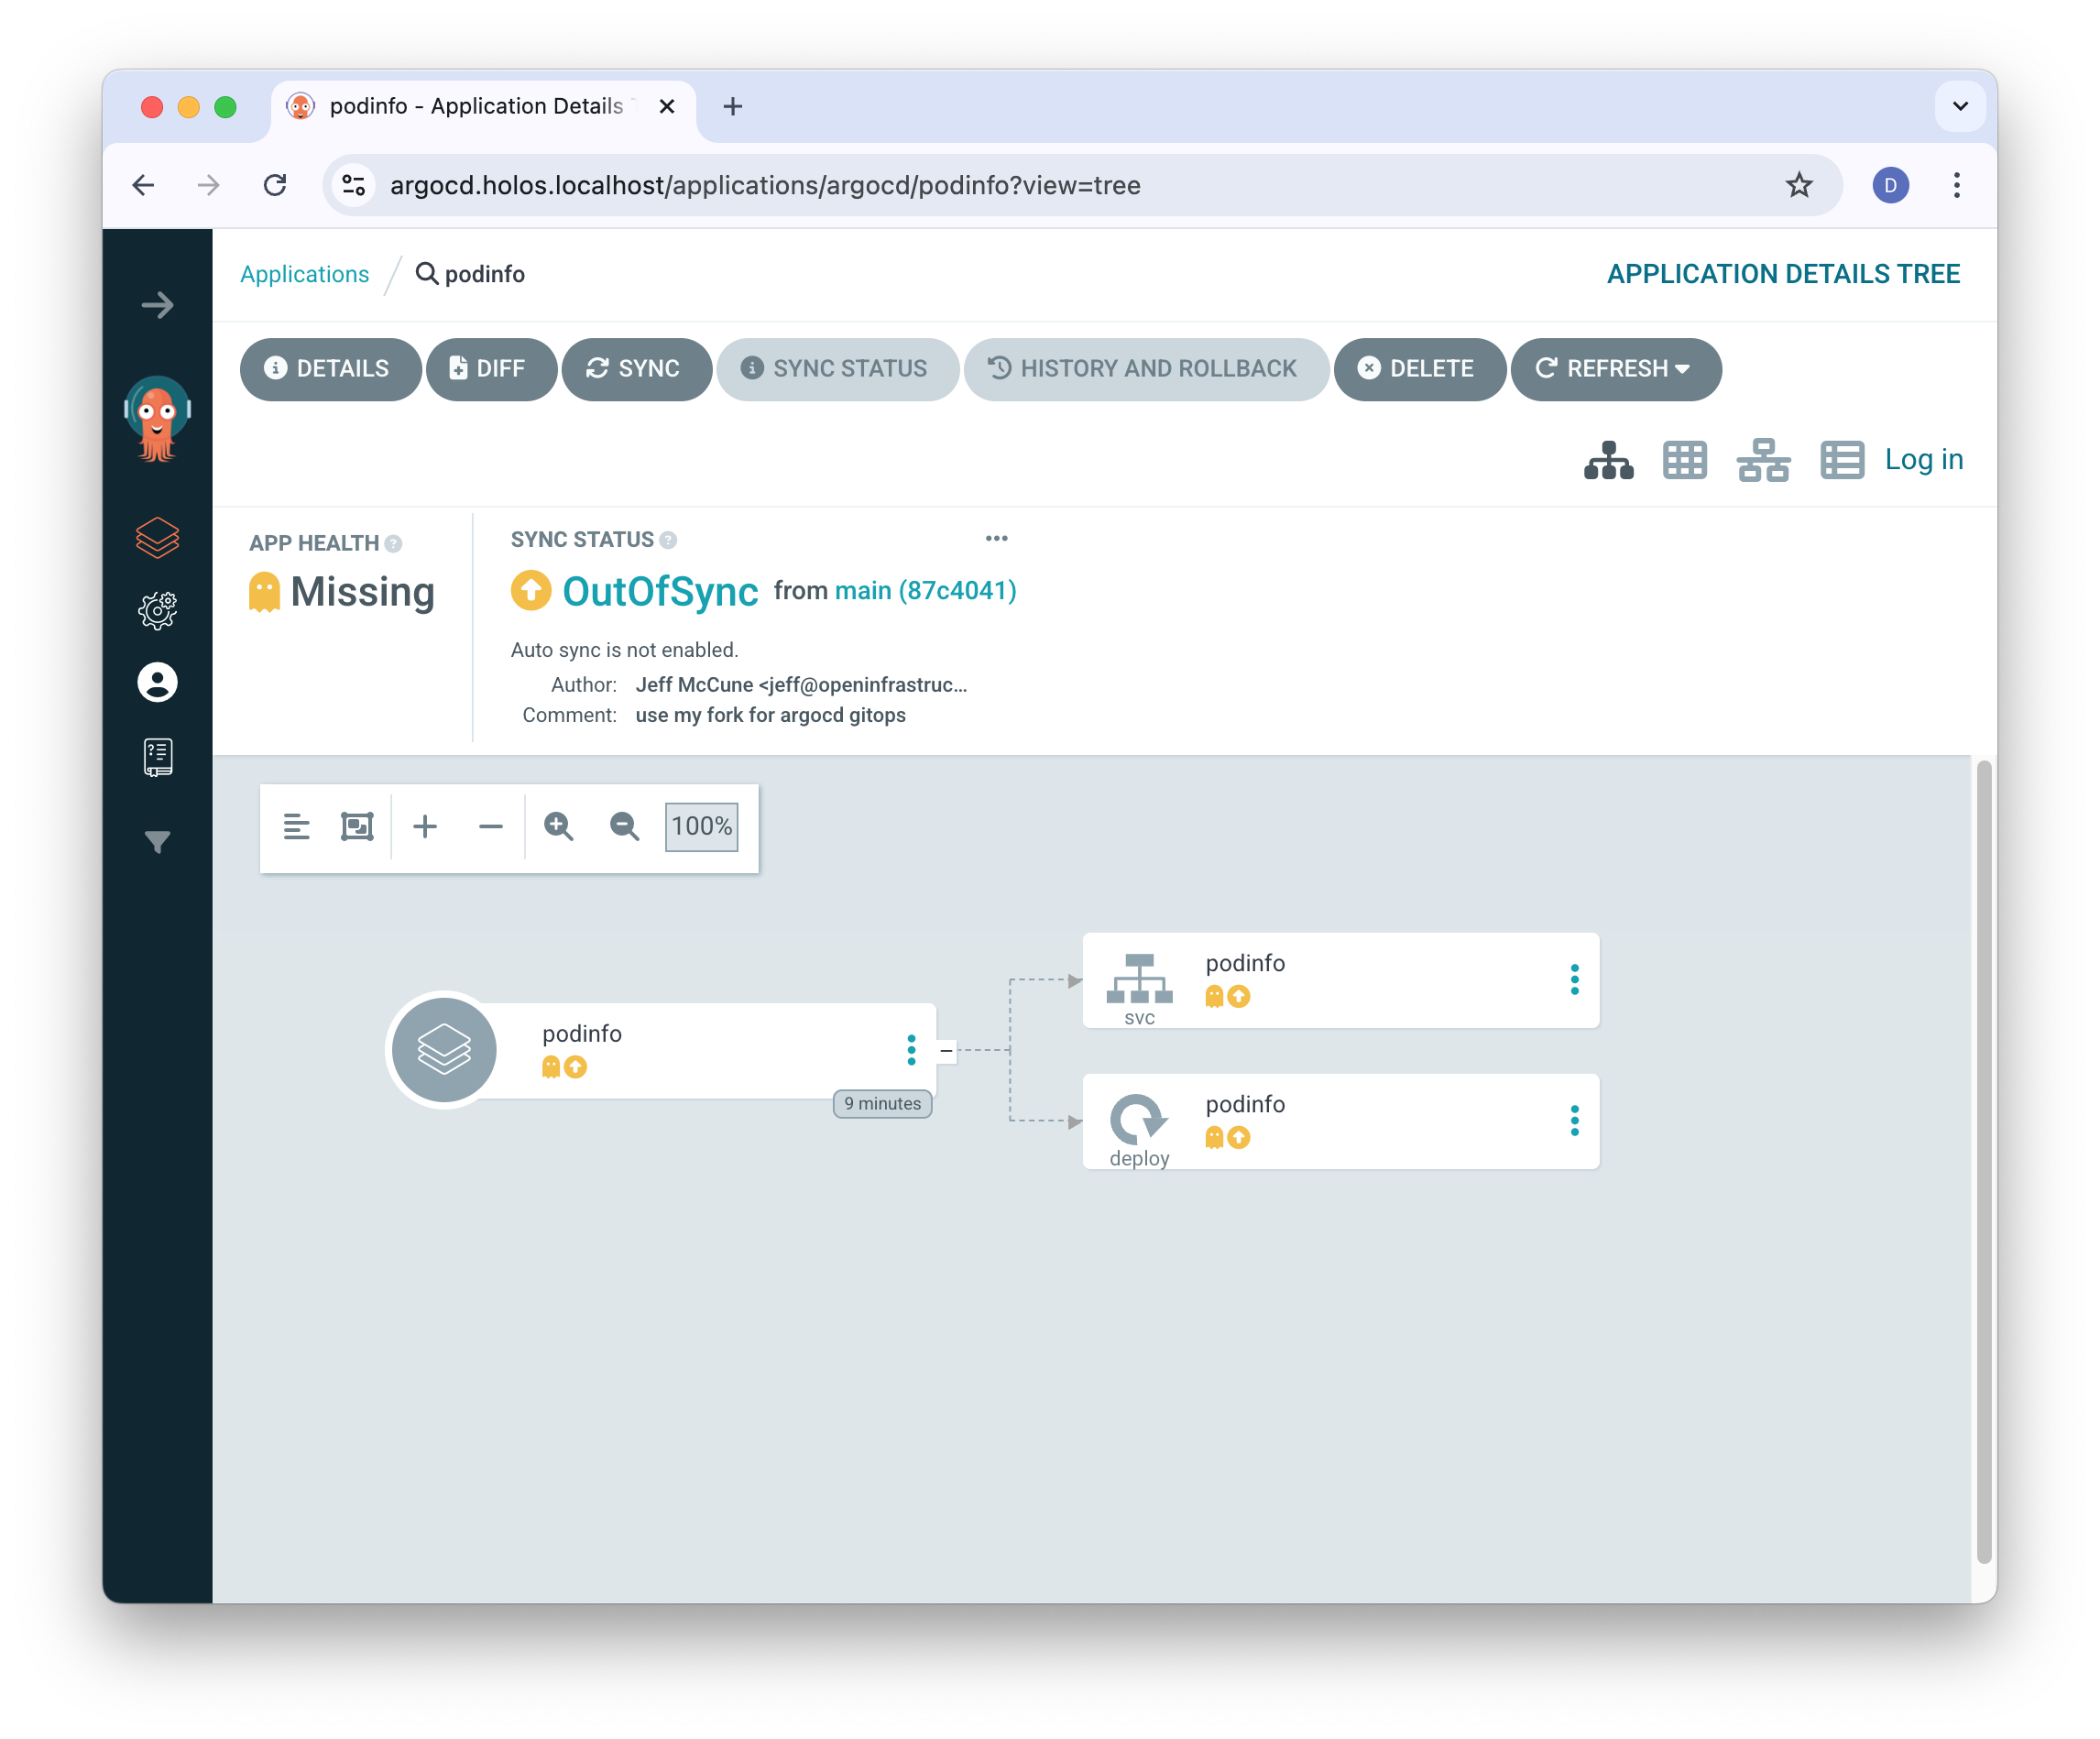 podinfo - Application Details
argocd.holos.localhost/applications/argocd/podinfo?view=tree
D
Applications
podinfo
APPLICATION DETAILS TREE
DETAILS
DIFF
SYNC
SYNC STATUS
HISTORY AND ROLLBACK
DELETE
REFRESH
Log in
APP HEALTH
Missing
SYNC STATUS
OutOfSync from main (87c4041)
Auto sync is not enabled.
Author: Jeff McCune <jeff@openinfrastruc...
Comment: use my fork for argocd gitops
100%
podinfo
9 minutes
podinfo
svc
podinfo
deploy